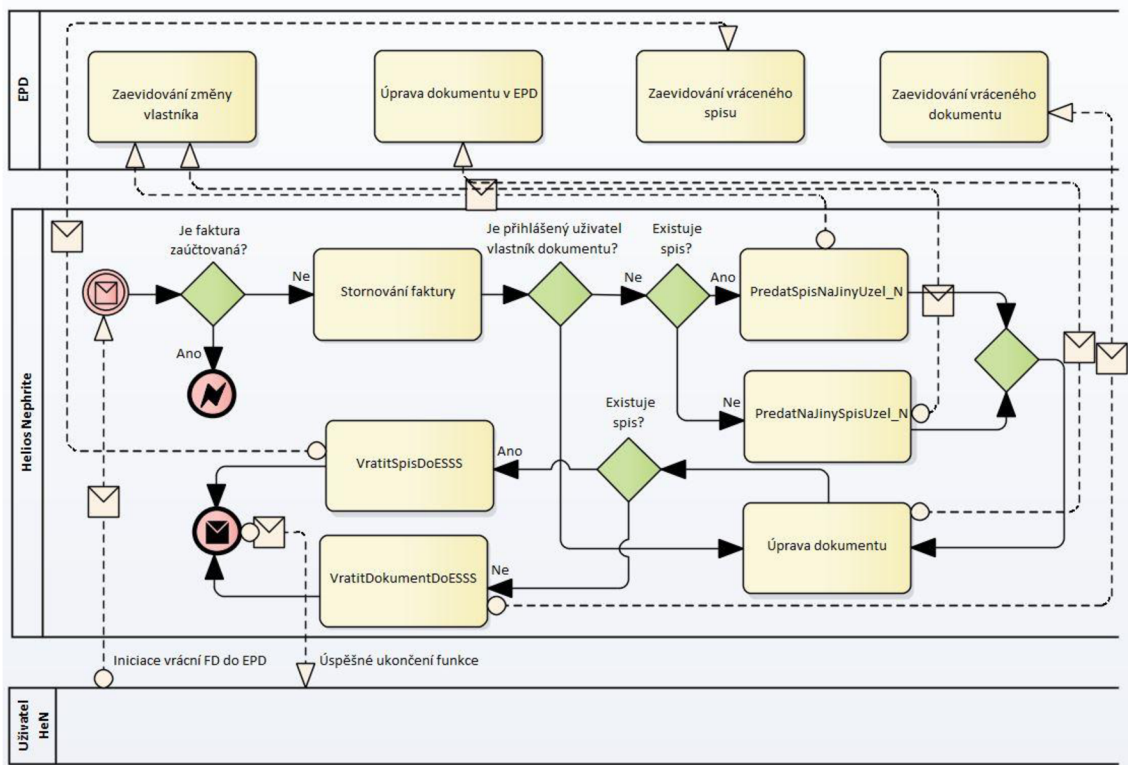 EPD
Zaevidování změny
vlastníka
Úprava dokumentu v EPD
Zaevidování vráceného
spisu
Zaevidování vráceného
dokumentu
Helios Nephrite
Je faktura
zaúčtovaná?
Ne
Ano
Stornování faktury
Je přihlášený uživatel
vlastník dokumentu?
Ne
Existuje
spis?
Ano
Ne
PredatSpisNaJinyUzel_N
PredatNaJinySpisUzel_N
Existuje
spis?
Ano
Ne
VratitSpisDoESSS
VratitDokumentDoESSS
Úprava dokumentu
Iniciace vrácní FD do EPD
Úspěšné ukončení funkce
Uživatel
HeN